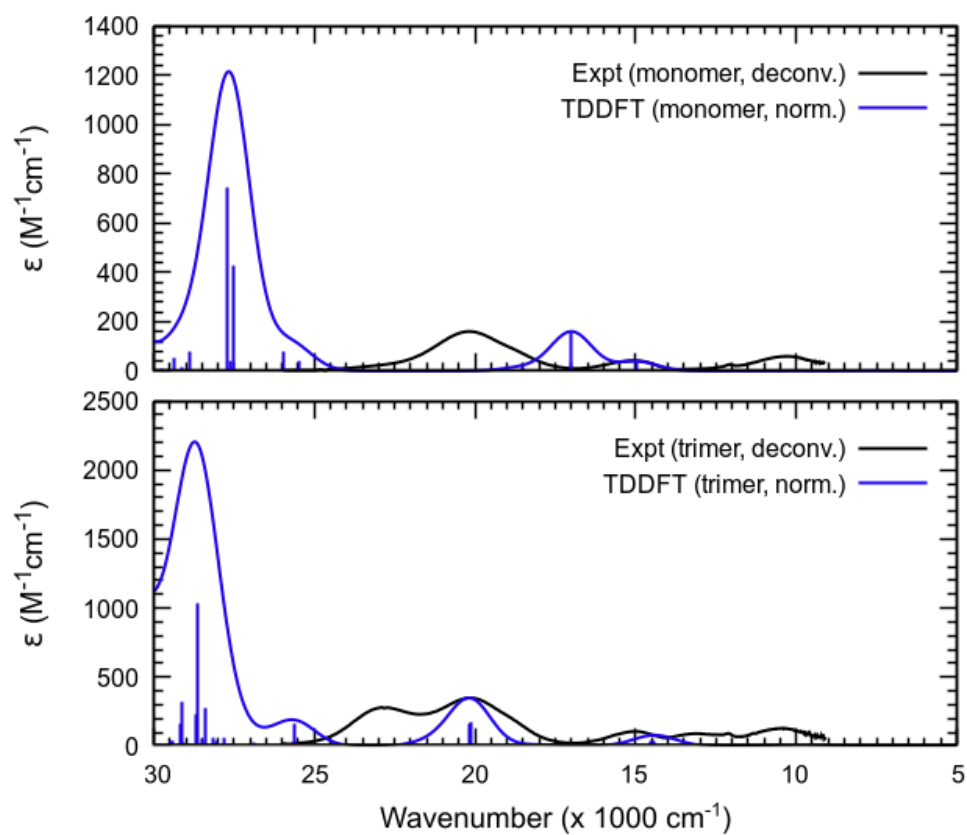 1400
1200
1000
800
600
400
200
0
ε (M⁻¹cm⁻¹)
Expt (monomer, deconv.)
TDDFT (monomer, norm.)
2500
2000
1500
1000
500
0
ε (M⁻¹cm⁻¹)
Expt (trimer, deconv.)
TDDFT (trimer, norm.)
30 25 20 15 10 5
Wavenumber (x 1000 cm⁻¹)